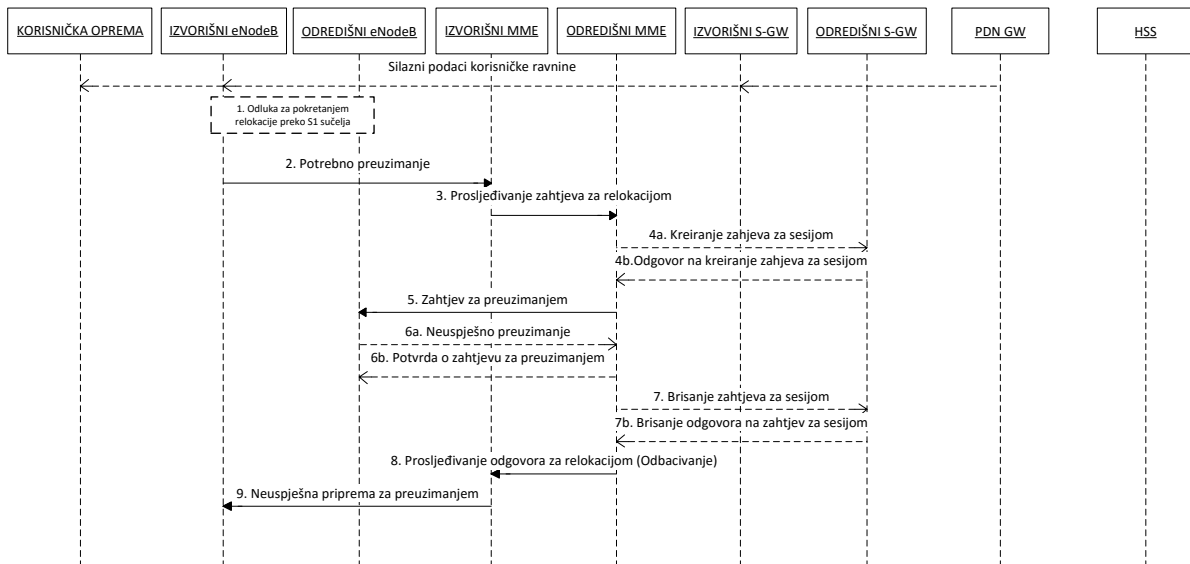 KORISNIČKA OPREMA
IZVORIŠNI eNodeB
ODREDIŠNI eNodeB
IZVORIŠNI MME
ODREDIŠNI MME
IZVORIŠNI S-GW
ODREDIŠNI S-GW
PDN GW
HSS
Silazni podaci korisničke ravnine
1. Odluka za pokretanjem
relokacije preko S1 sučelja
2. Potrebno preuzimanje
3. Prosljeđivanje zahtjeva za relokacijom
4a. Kreiranje zahjeva za sesijom
4b.Odgovor na kreiranje zahjeva za sesijom
5. Zahtjev za preuzimanjem
6a. Neuspješno preuzimanje
6b. Potvrda o zahtjevu za preuzimanjem
7. Brisanje zahtjeva za sesijom
7b. Brisanje odgovora na zahtjev za sesijom
8. Prosljeđivanje odgovora za relokacijom (Odbacivanje)
9. Neuspješna priprema za preuzimanjem